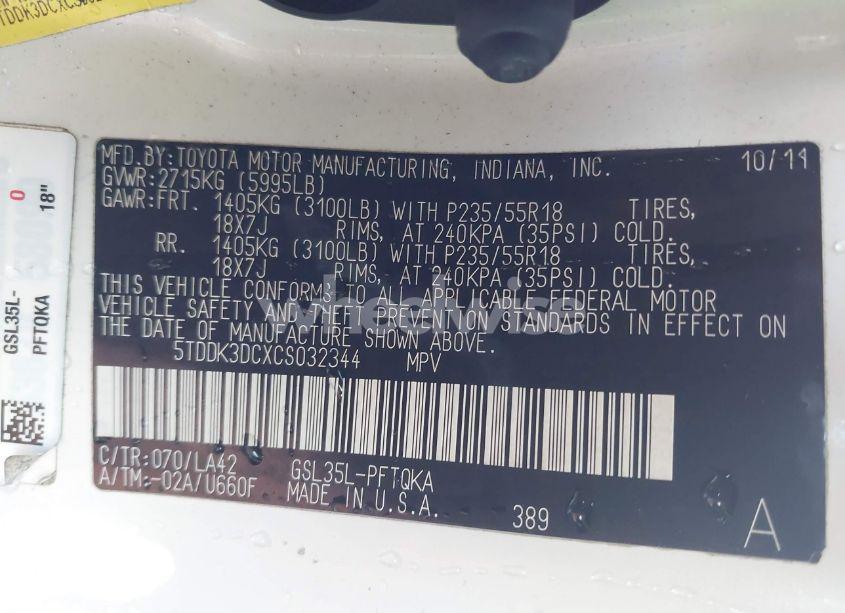 5TDDK3DCXCS032
MFD.BY:TOYOTA MOTOR MANUFACTURING, INDIANA, INC. 10/11
GVWR:2715KG (5995LB)
GAWR:FRT. 1405KG (3100LB) WITH P235/55R18 TIRES,
18X7J RIMS, AT 240KPA (35PSI) COLD.
RR. 1405KG (3100LB) WITH P235/55R18 TIRES,
18X7J RIMS, AT 240KPA (35PSI) COLD.
THIS VEHICLE CONFORMS TO ALL APPLICABLE FEDERAL MOTOR
VEHICLE SAFETY AND THEFT PREVENTION STANDARDS IN EFFECT ON
THE DATE OF MANUFACTURE SHOWN ABOVE.
5TDDK3DCXCS032344 MPV
C/TR:070/LA42 GSL35L-PFTQKA
A/TM:-02A/U660F MADE IN U.S.A.
389
A
GSL35L-
PFTQKA
0
18"
wheelwise